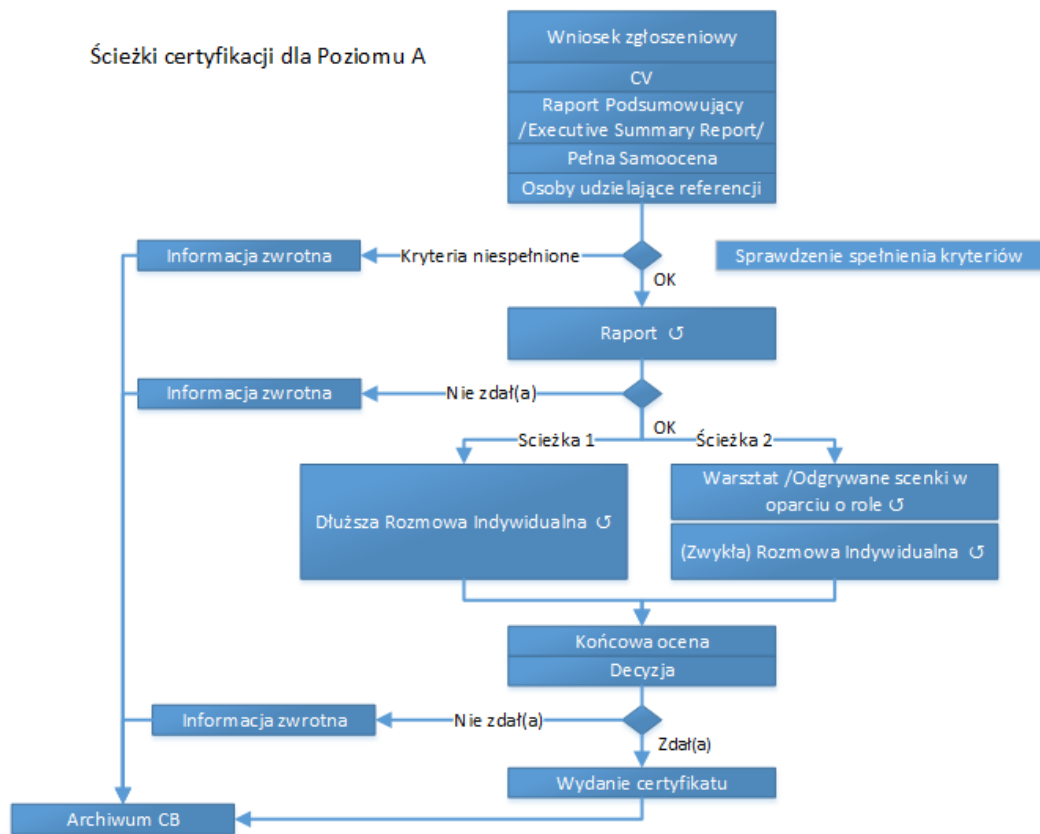 Ścieżki certyfikacji dla Poziomu A
Wniosek zgłoszeniowy
CV
Raport Podsumowujący
/Executive Summary Report/
Pełna Samoocena
Osoby udzielające referencji
Informacja zwrotna
Kryteria niespełnione
Sprawdzenie spełnienia kryteriów
OK
Raport ↺
Informacja zwrotna
Nie zdał(a)
OK
Scieżka 1
Ścieżka 2
Dłuższa Rozmowa Indywidualna ↺
Warsztat /Odgrywane scenki w
oparciu o role ↺
(Zwykła) Rozmowa Indywidualna ↺
Końcowa ocena
Decyzja
Informacja zwrotna
Nie zdał(a)
Zdał(a)
Wydanie certyfikatu
Archiwum CB